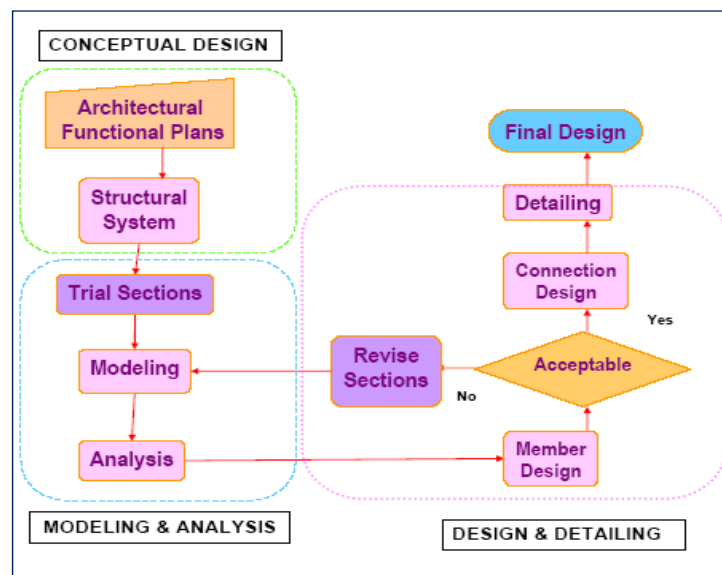 CONCEPTUAL DESIGN
Architectural
Functional Plans
Structural
System
Trial Sections
Modeling
Analysis
MODELING & ANALYSIS
Final Design
Detailing
Connection
Design
Yes
Acceptable
No
Revise
Sections
Member
Design
DESIGN & DETAILING